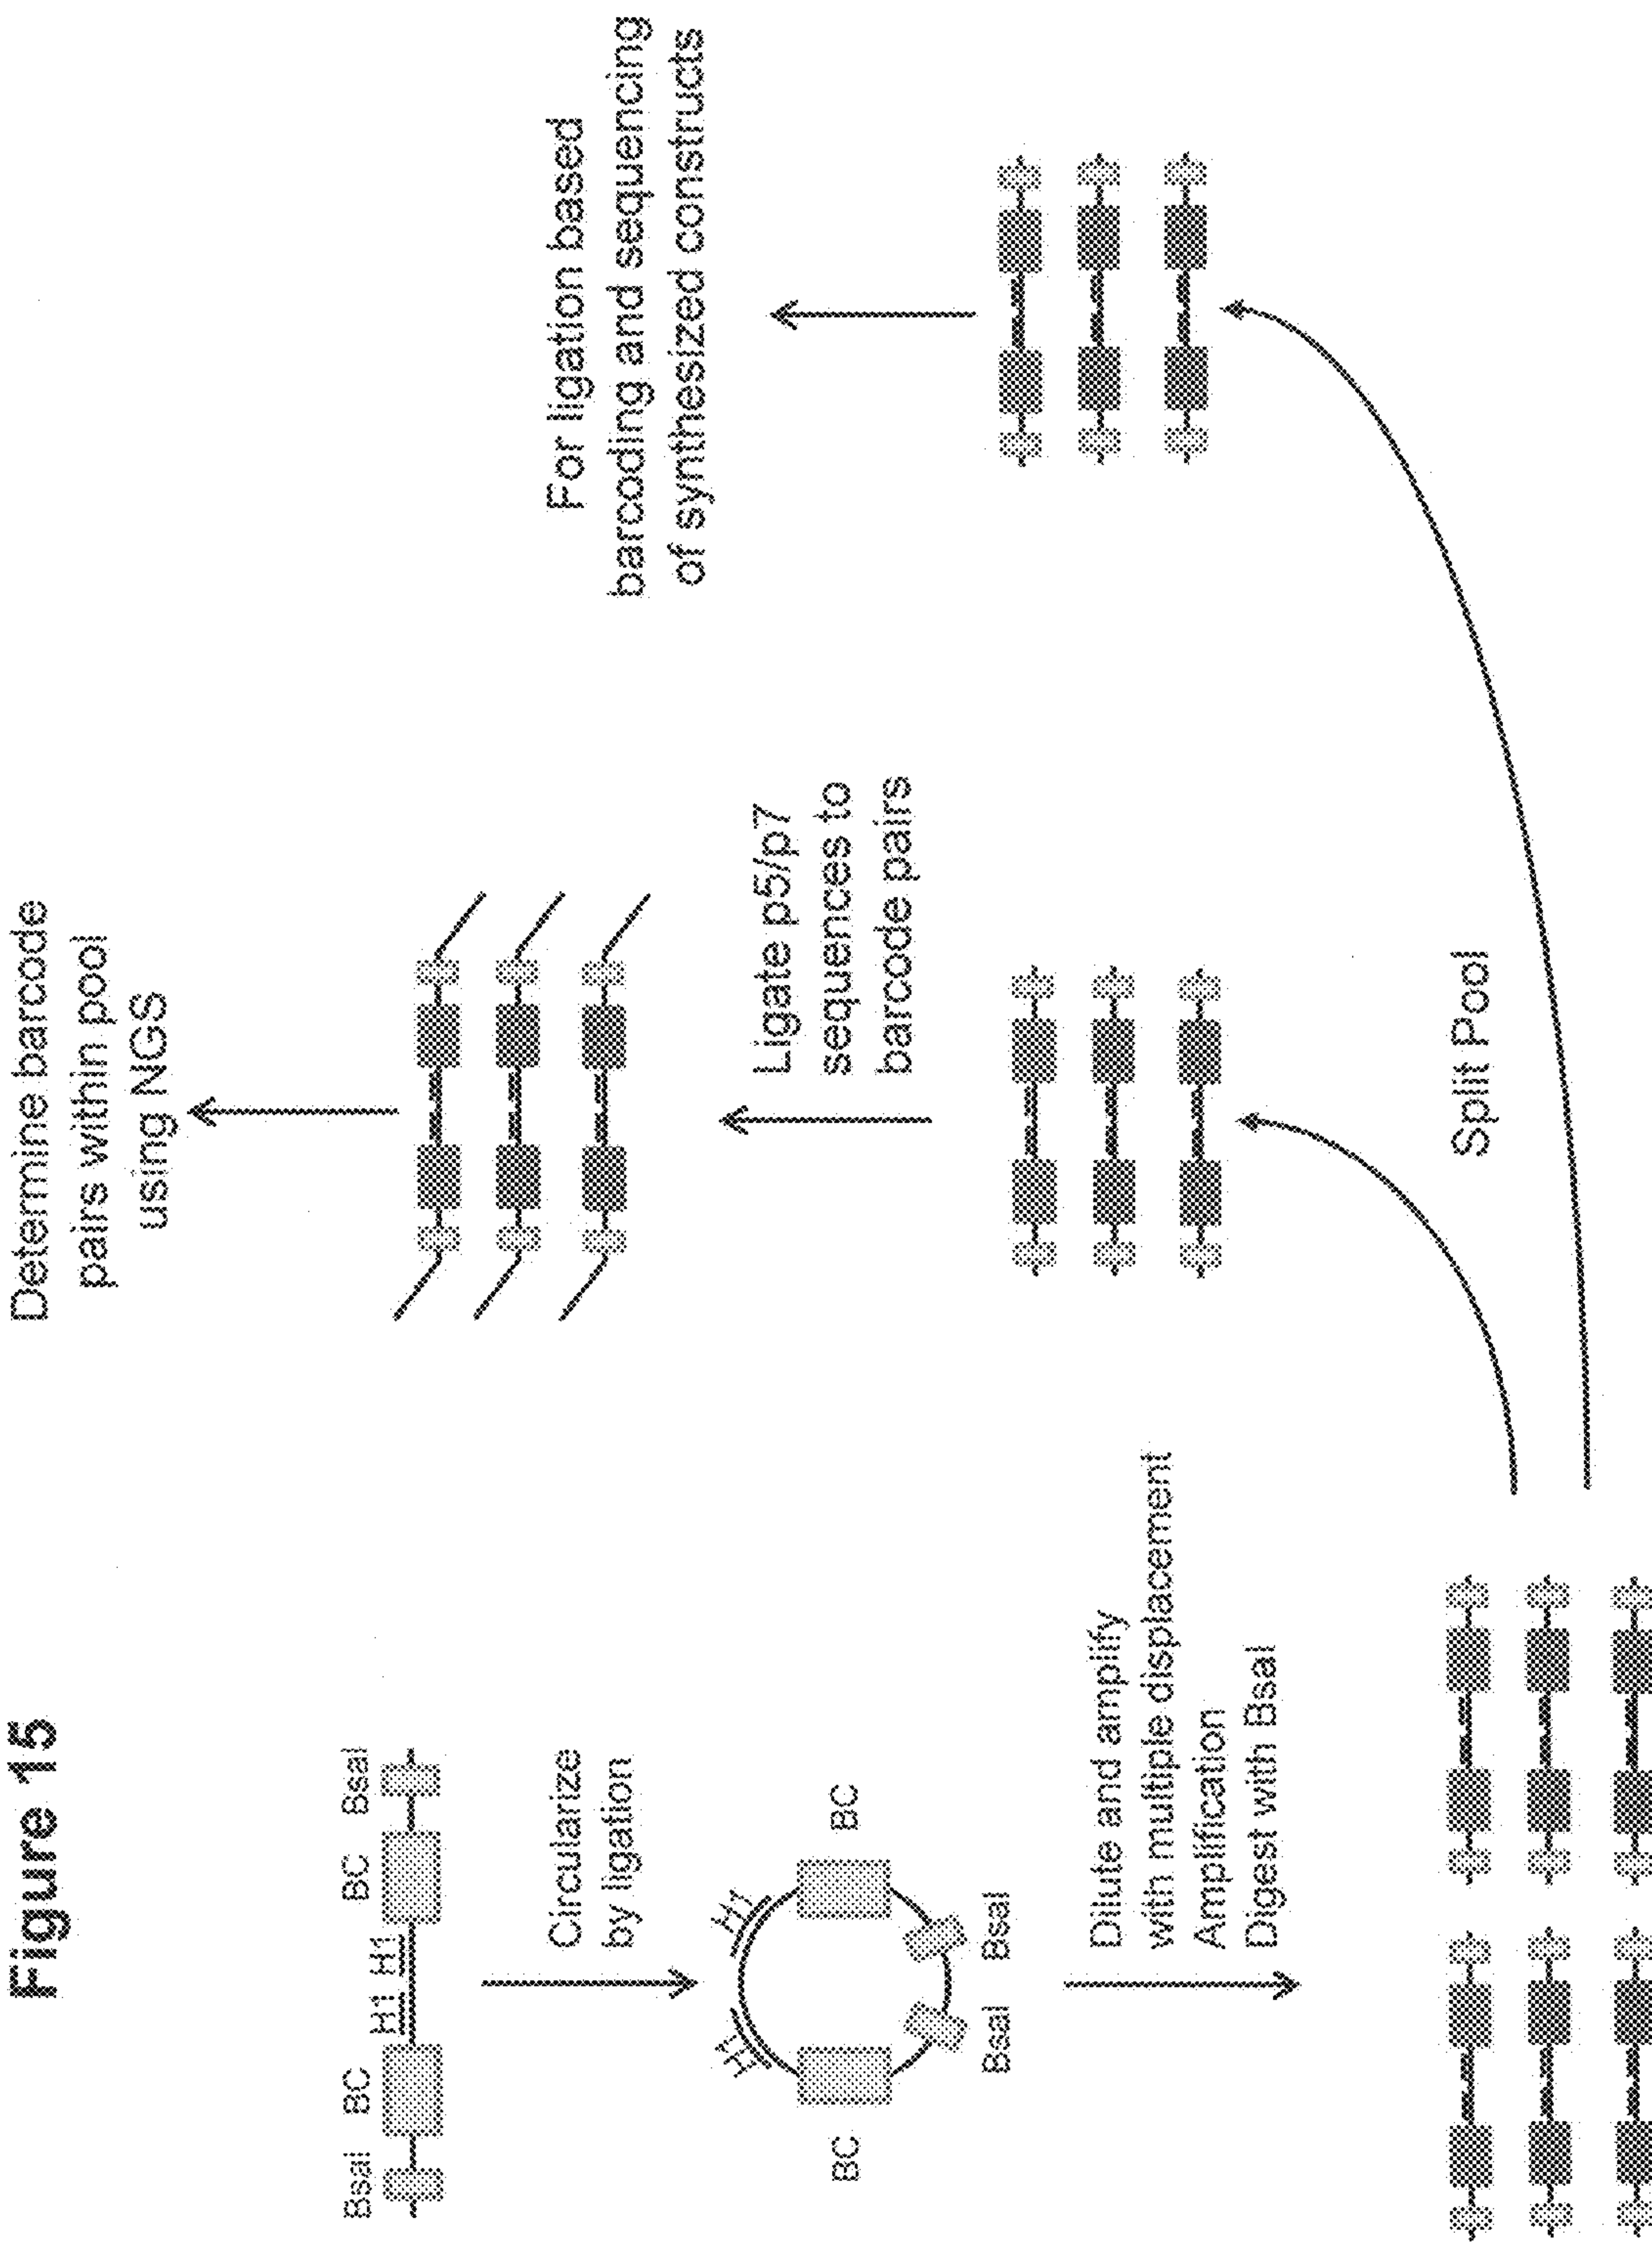 Figure 15
BsaI BC H1 H1 BC BsaI
Circularize
by ligation
H1 H1
BC BC
BsaI BsaI
Dilute and amplify
with multiple displacement
Amplification
Digest with BsaI
Split Pool
Ligate p5/p7
sequences to
barcode pairs
Determine barcode
pairs within pool
using NGS
For ligation based
barcoding and sequencing
of synthesized constructs